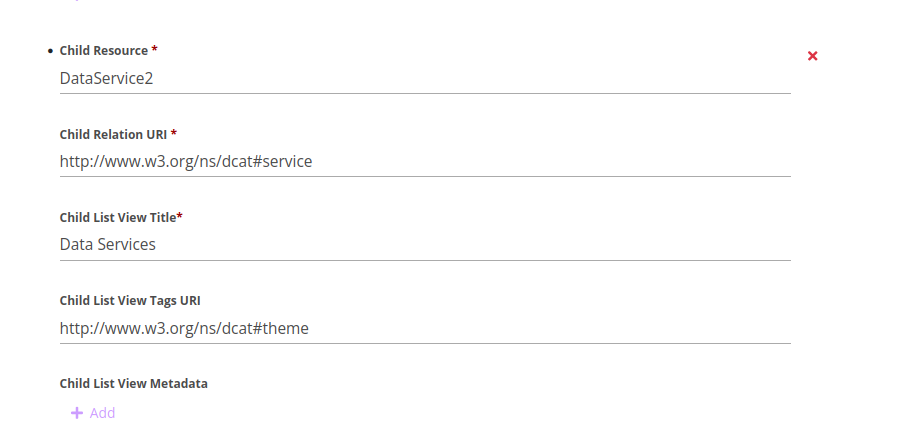 Child Resource *
DataService2
Child Relation URI *
http://www.w3.org/ns/dcat#service
Child List View Title*
Data Services
Child List View Tags URI
http://www.w3.org/ns/dcat#theme
Child List View Metadata
+ Add